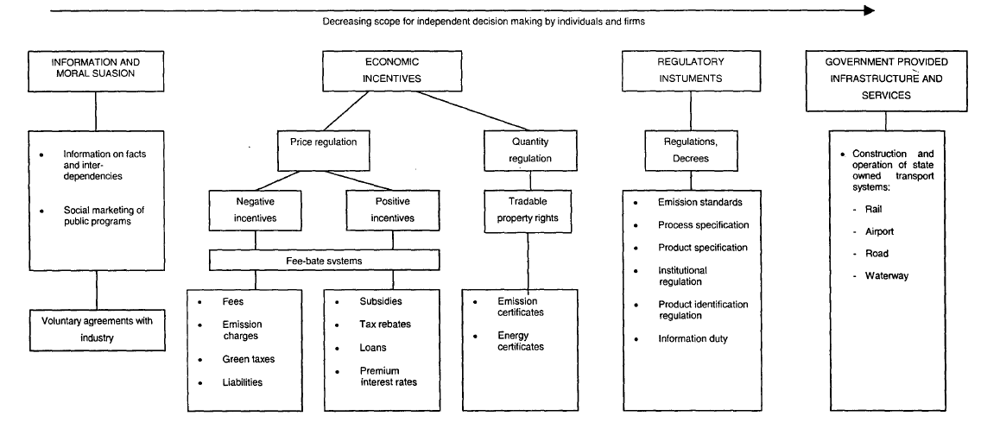 Decreasing scope for independent decision making by individuals and firms
INFORMATION AND
MORAL SUASION
ECONOMIC
INCENTIVES
REGULATORY
INSTUMENTS
GOVERNMENT PROVIDED
INFRASTRUCTURE AND
SERVICES
• Information on facts
and inter-
dependencies
• Social marketing of
public programs
Voluntary agreements with
industry
Price regulation
Quantity
regulation
Negative
incentives
Positive
incentives
Tradable
property rights
Fee-bate systems
• Fees
• Emission
charges
• Green taxes
• Liabilities
• Subsidies
• Tax rebates
• Loans
• Premium
interest rates
• Emission
certificates
• Energy
certificates
Regulations,
Decrees
• Emission standards
• Process specification
• Product specification
• Institutional
regulation
• Product identification
regulation
• Information duty
• Construction and
operation of state
owned transport
systems:
- Rail
- Airport
- Road
- Waterway